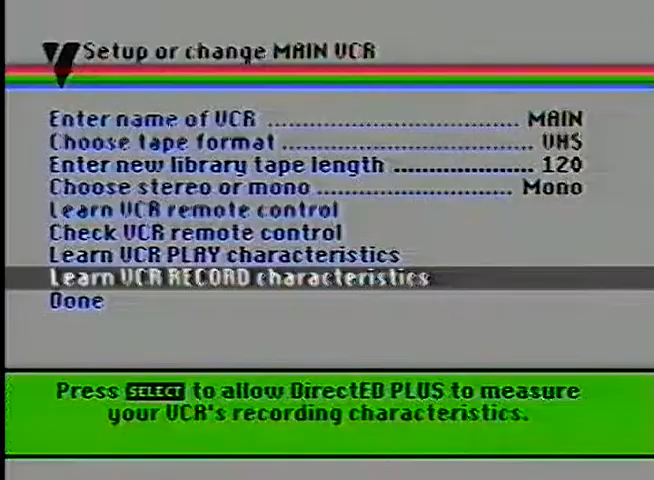 Setup or change MAIN VCR
Enter name of VCR ................................. MAIN
Choose tape format ................................. VHS
Enter new library tape length .................. 120
Choose stereo or mono ......................... Mono
Learn VCR remote control
Check VCR remote control
Learn VCR PLAY characteristics
Learn VCR RECORD characteristics
Done
Press SELECT to allow DirectED PLUS to measure
your VCR's recording characteristics.